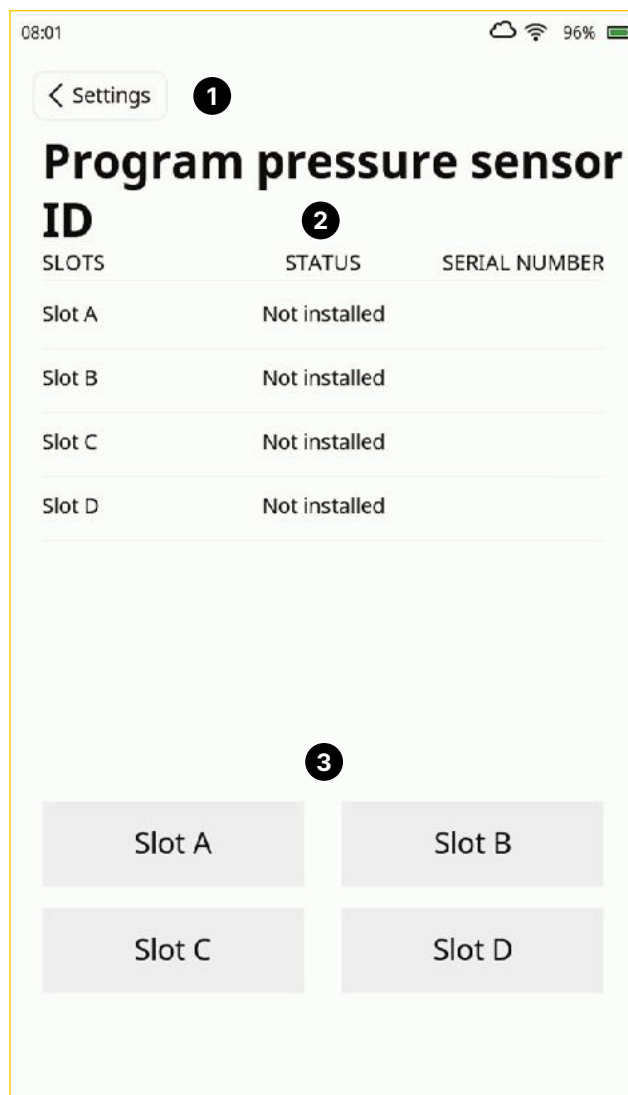 08:01 96%
Settings 1
Program pressure sensor
ID 2
SLOTS STATUS SERIAL NUMBER
Slot A Not installed
Slot B Not installed
Slot C Not installed
Slot D Not installed
3
Slot A Slot B
Slot C Slot D